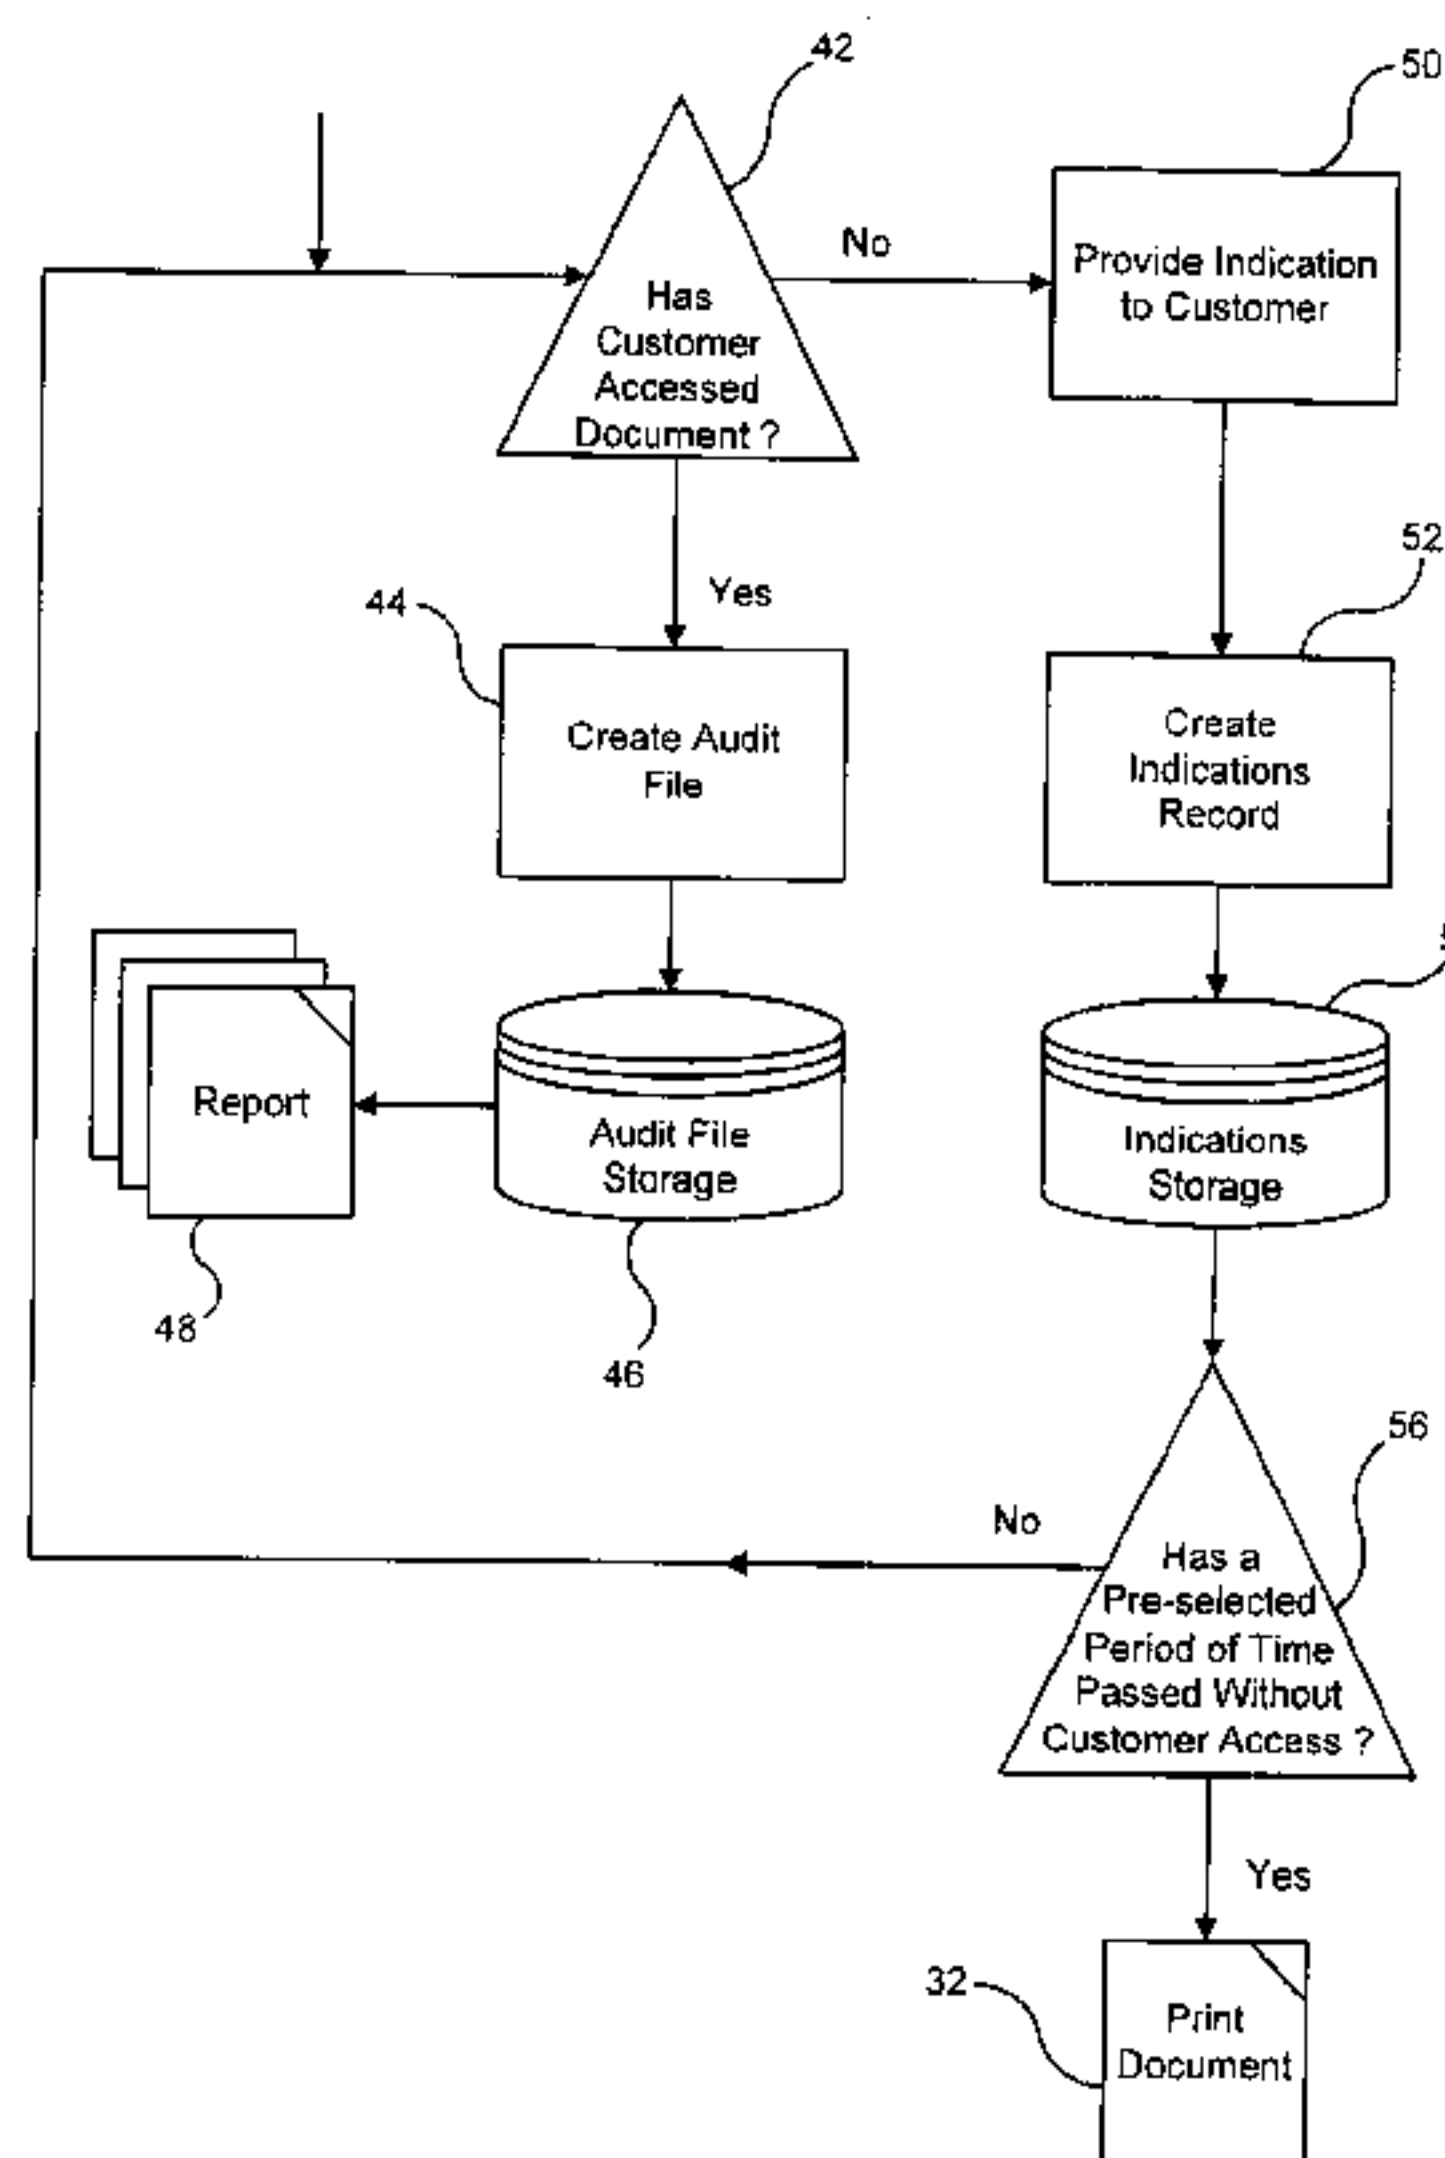 42
50
No
Provide Indication
to Customer
Has
Customer
Accessed
Document ?
52
44
Yes
Create Audit
File
Create
Indications
Record
Report
Audit File
Storage
Indications
Storage
48
46
56
No
Has a
Pre-selected
Period of Time
Passed Without
Customer Access ?
Yes
32
Print
Document